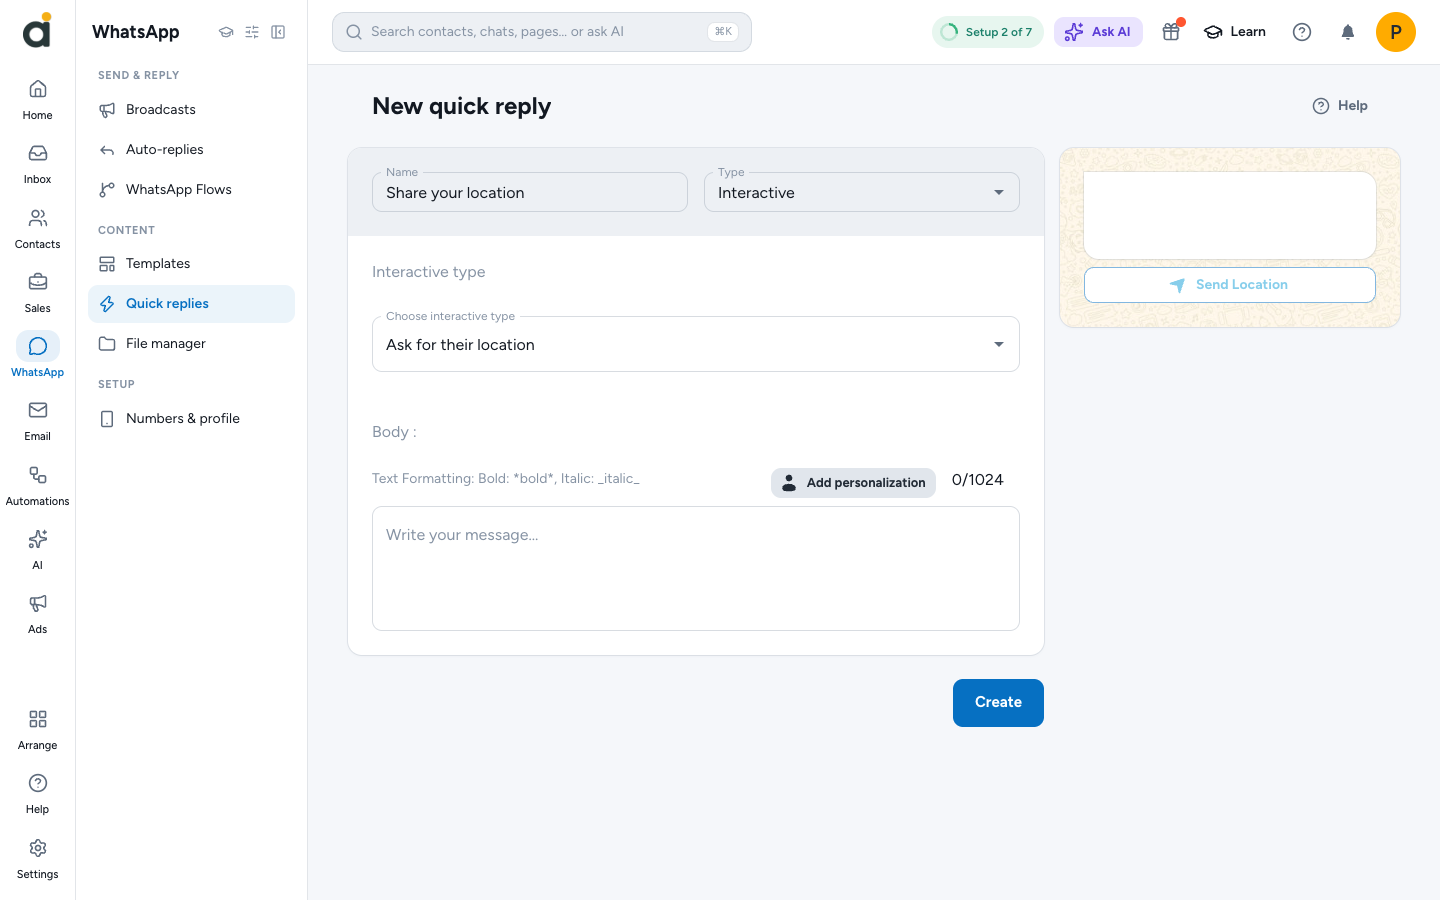 WhatsApp
Search contacts, chats, pages... or ask AI
⌘K
Setup 2 of 7
Ask AI
Learn
P
Home
Inbox
Contacts
Sales
WhatsApp
Email
Automations
AI
Ads
Arrange
Help
Settings
SEND & REPLY
Broadcasts
Auto-replies
WhatsApp Flows
CONTENT
Templates
Quick replies
File manager
SETUP
Numbers & profile
New quick reply
Help
Name
Share your location
Type
Interactive
Interactive type
Choose interactive type
Ask for their location
Body :
Text Formatting: Bold: *bold*, Italic: _italic_
Add personalization
0/1024
Write your message...
Create
Send Location